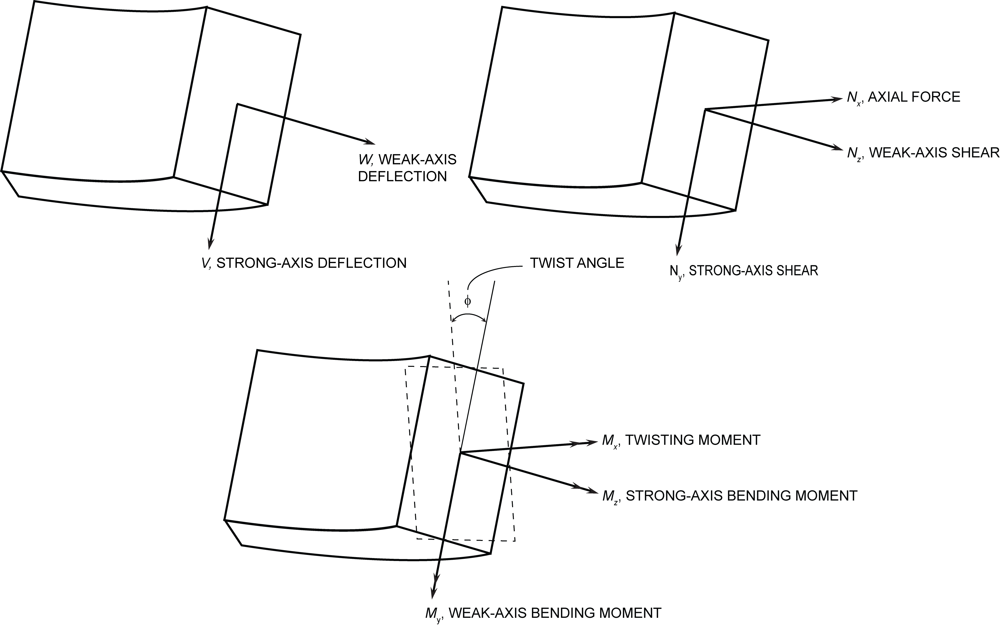 N_x, AXIAL FORCE
N_z, WEAK-AXIS SHEAR
W, WEAK-AXIS
DEFLECTION
V, STRONG-AXIS DEFLECTION
TWIST ANGLE
N_y, STRONG-AXIS SHEAR
ϕ
M_x, TWISTING MOMENT
M_z, STRONG-AXIS BENDING MOMENT
M_y, WEAK-AXIS BENDING MOMENT